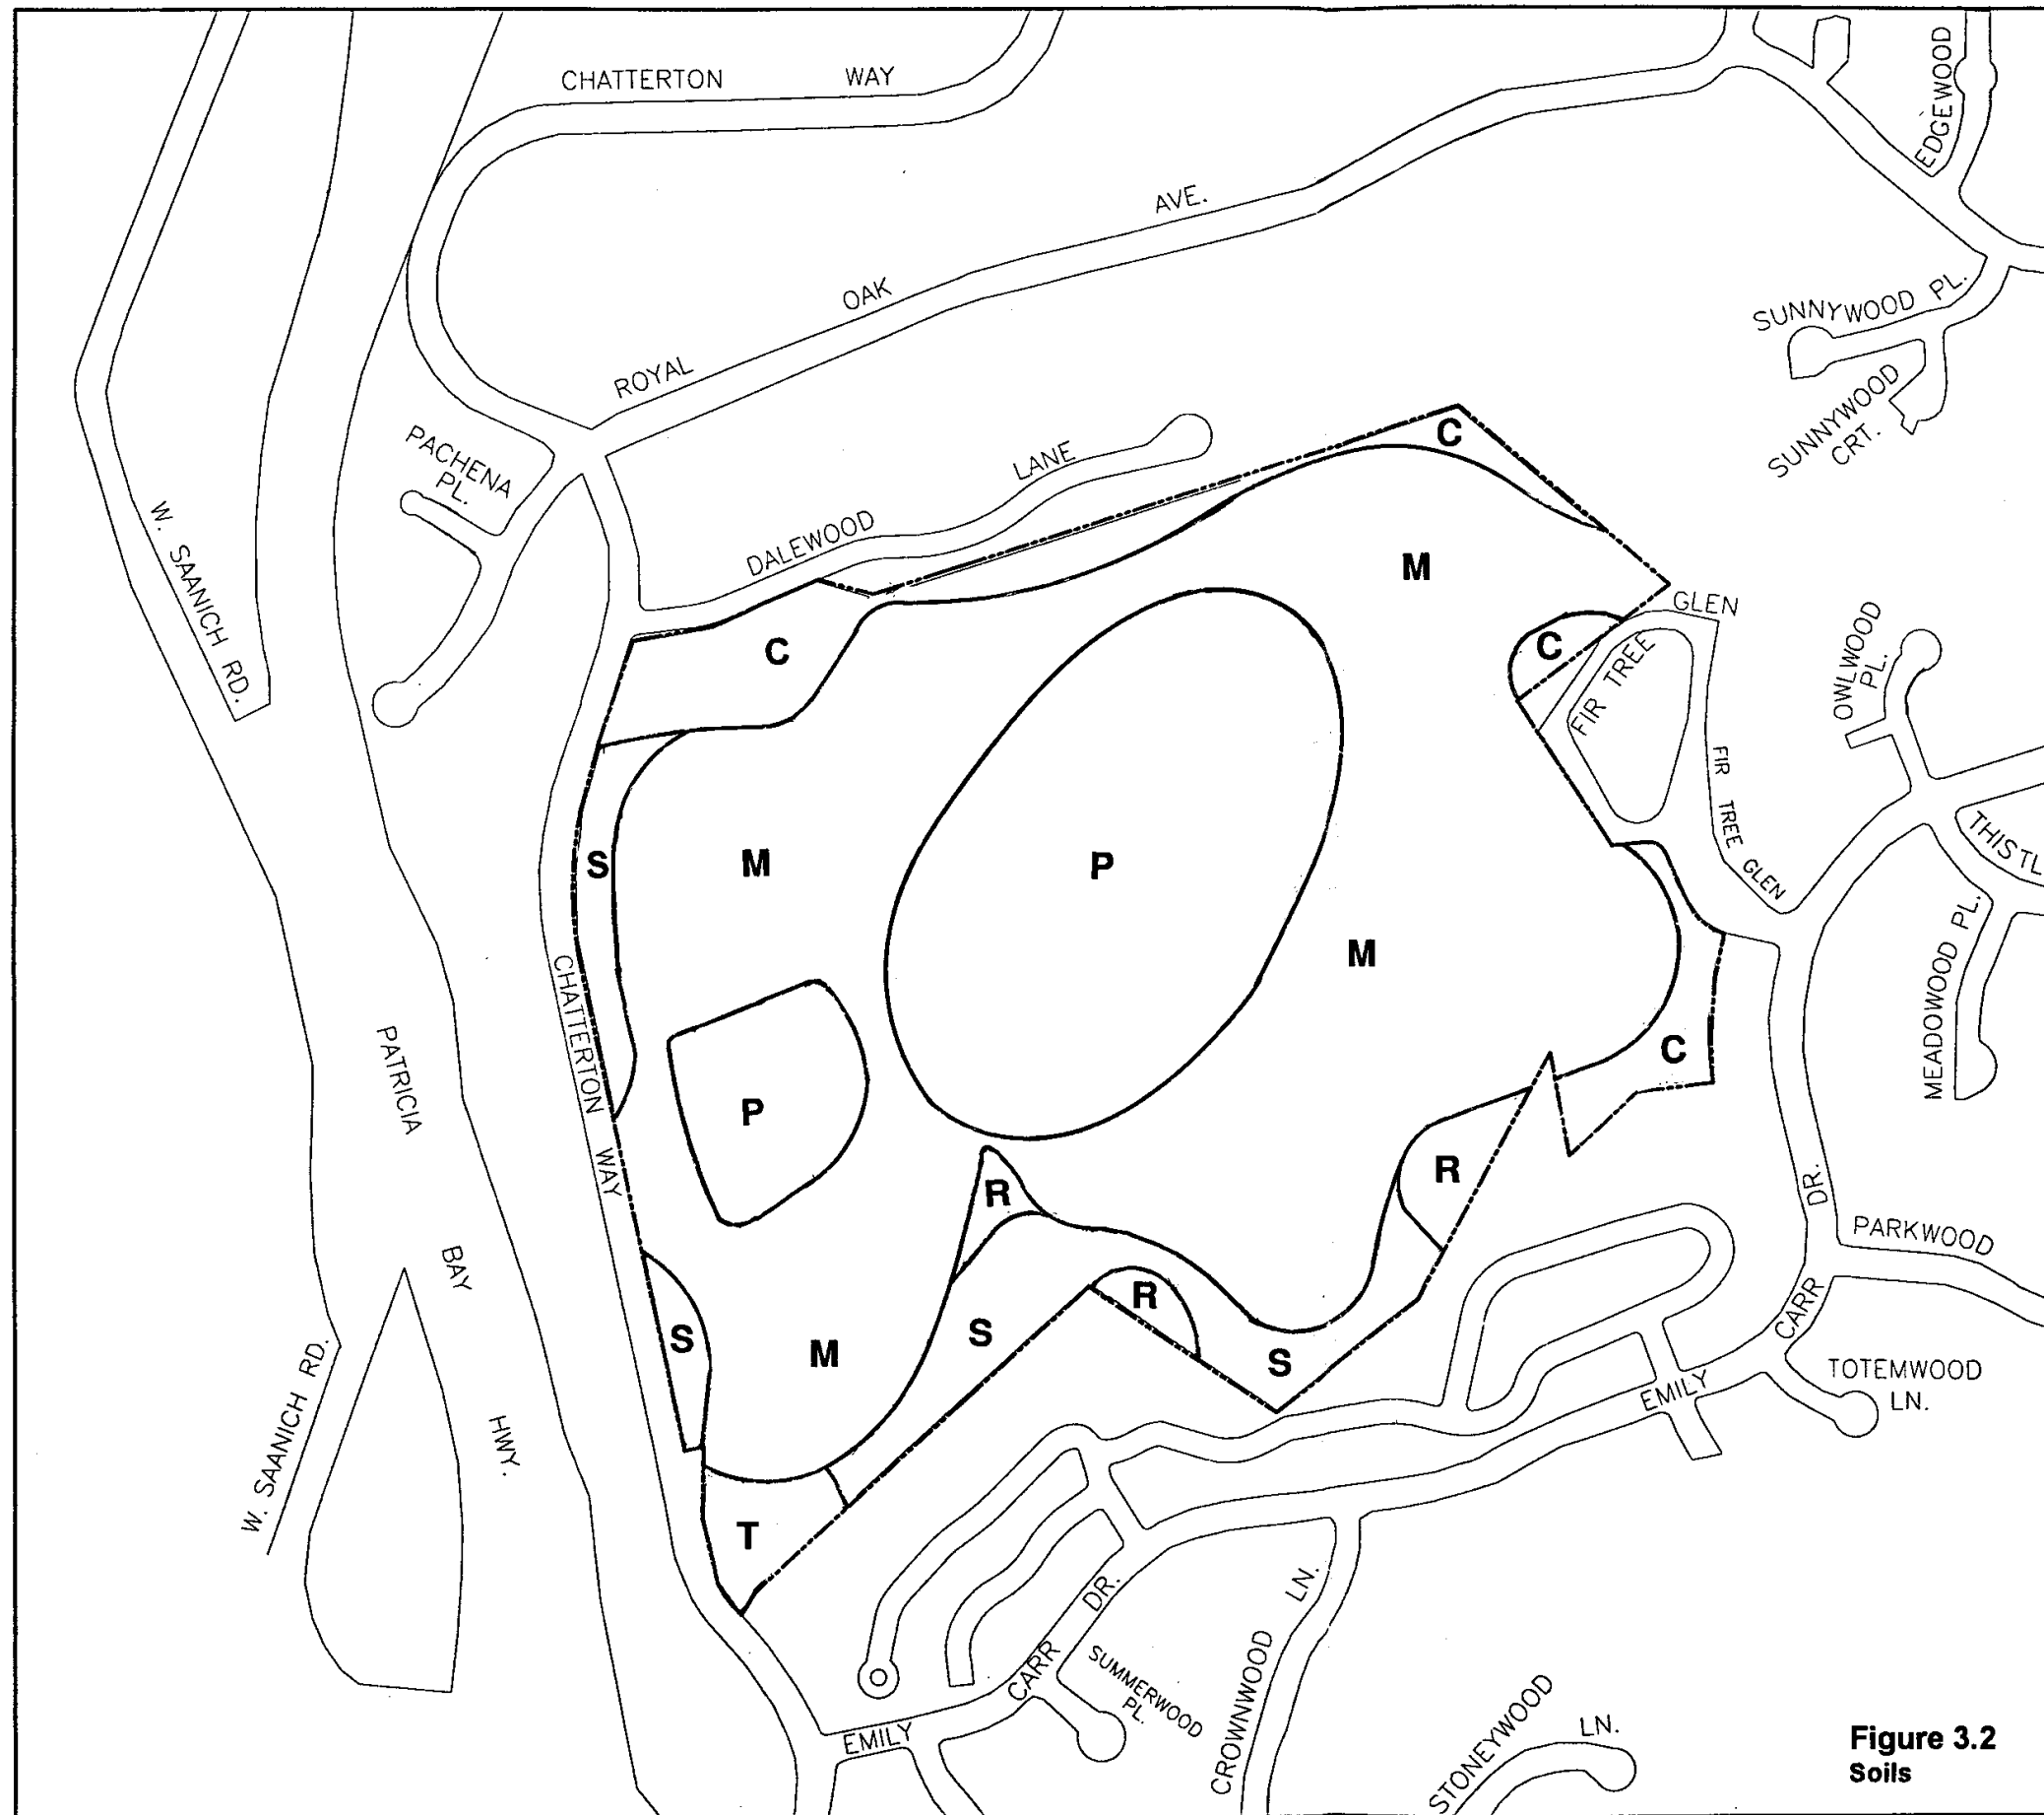 CHATTERTON WAY
EDGEWOOD
AVE.
OAK
ROYAL
SUNNYWOOD PL.
SUNNYWOOD
CRT.
PACHENA
PL.
LANE
DALEWOOD
C
M
W. SAANICH RD.
GLEN
C
C
FIR TREE
OWLWOOD
PL.
FIR TREE GLEN
S
M
P
M
THISTL
MEADOWOOD PL.
CHATTERTON WAY
PATRICIA
BAY
HWY.
C
P
R
R
DR.
PARKWOOD
CARR
EMILY
R
S
S
M
S
TOTEMWOOD
LN.
W. SAANICH RD.
T
DR.
CARR
EMILY
SUMMERWOOD
PL.
CROWNWOOD LN.
STONEYWOOD LN.
Figure 3.2
Soils